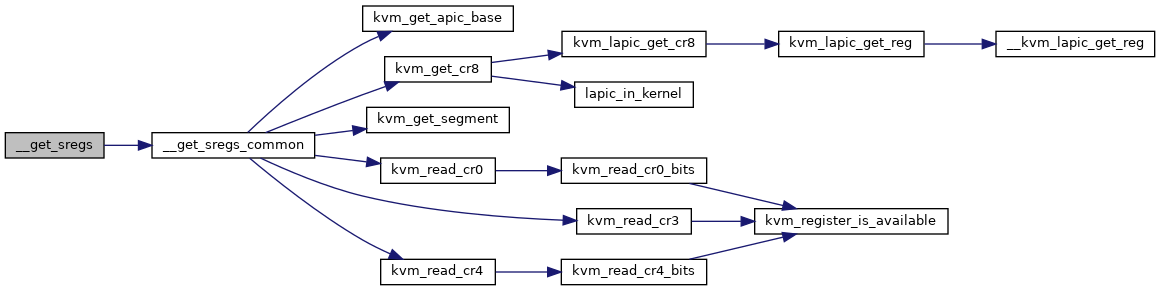 kvm_get_apic_base
kvm_lapic_get_cr8
kvm_lapic_get_reg
__kvm_lapic_get_reg
kvm_get_cr8
lapic_in_kernel
kvm_get_segment
__get_sregs
__get_sregs_common
kvm_read_cr0
kvm_read_cr0_bits
kvm_read_cr3
kvm_register_is_available
kvm_read_cr4
kvm_read_cr4_bits